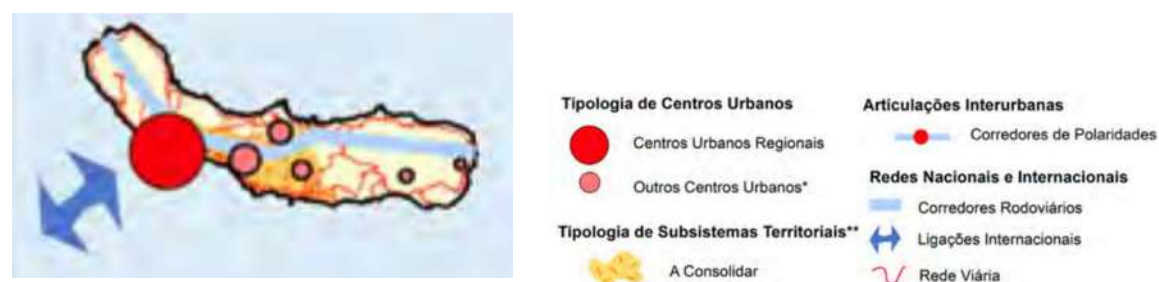 Tipologia de Centros Urbanos
Centros Urbanos Regionais
Outros Centros Urbanos*
Tipologia de Subsistemas Territoriais**
A Consolidar
Articulações Interurbanas
Corredores de Polaridades
Redes Nacionais e Internacionais
Corredores Rodoviários
Ligações Internacionais
Rede Viária